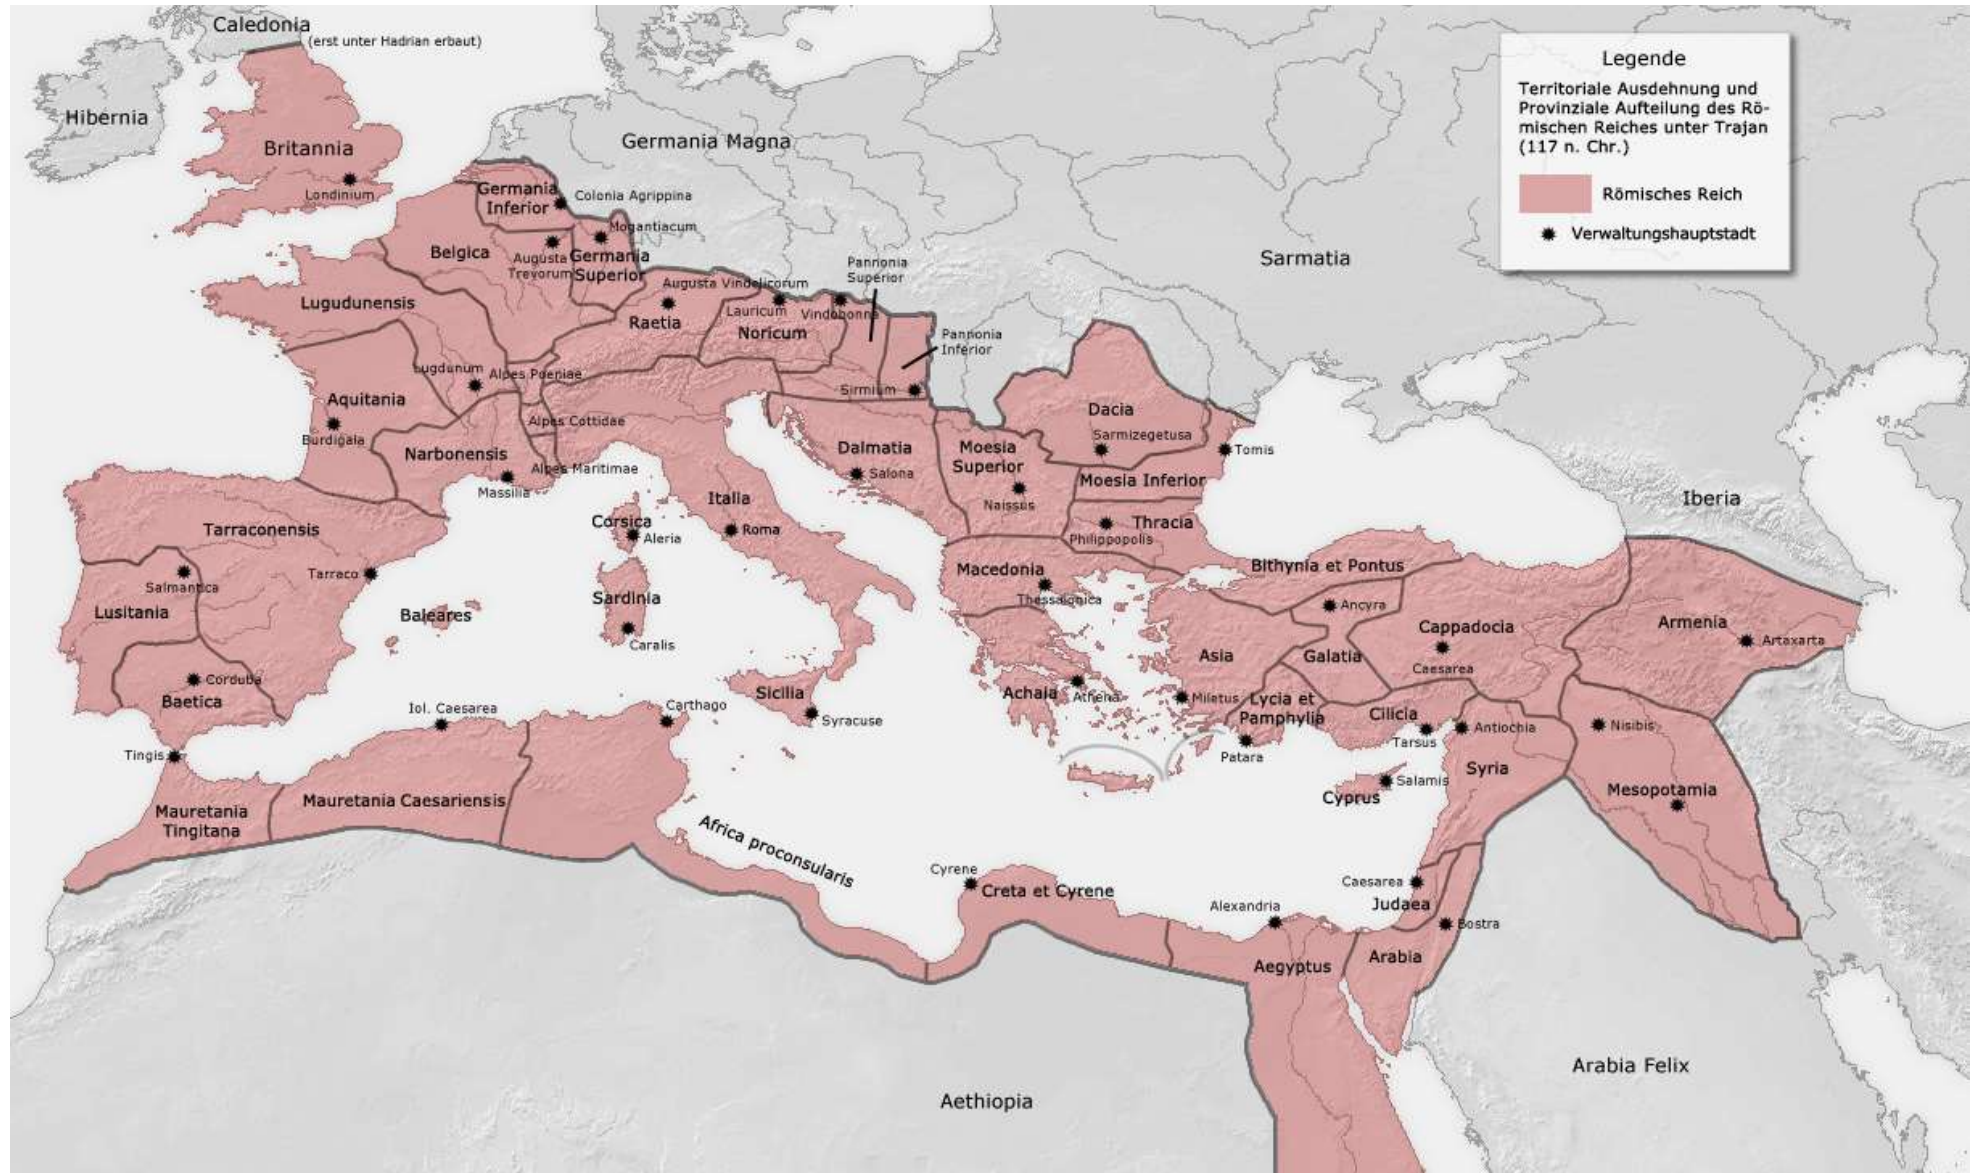 Caledonia
(erst unter Hadrian erbaut)
Hibernia
Britannia
Londinium
Germania Magna
Sarmatia
Legende
Territoriale Ausdehnung und
Provinziale Aufteilung des Rö-
mischen Reiches unter Trajan
(117 n. Chr.)
Römisches Reich
Verwaltungshauptstadt
Germania
Inferior
Colonia Agrippina
Mogantiacum
Belgica
Augusta
Trevorum
Germania
Superior
Lugudunensis
Augusta Vindelicorum
Raetia
Lauricum
Noricum
Vindobonna
Pannonia
Superior
Pannonia
Inferior
Sirmium
Lugdunum
Alpes Poeniae
Alpes Cottidae
Alpes Maritimae
Aquitania
Burdigala
Narbonensis
Massilia
Dalmatia
Salona
Moesia
Superior
Naissus
Dacia
Sarmizegetusa
Tomis
Moesia Inferior
Thracia
Philippopolis
Iberia
Italia
Roma
Corsica
Aleria
Sardinia
Caralis
Baleares
Tarraconensis
Tarraco
Salmantica
Lusitania
Corduba
Baetica
Macedonia
Thessalonica
Achaia
Athena
Bithynia et Pontus
Ancyra
Asia
Galatia
Cappadocia
Caesarea
Armenia
Artaxarta
Miletus
Lycia et
Pamphylia
Patara
Cilicia
Tarsus
Antiochia
Syria
Nisibis
Mesopotamia
Cyprus
Salamis
Sicilia
Syracuse
Carthago
Iol. Caesarea
Tingis
Mauretania
Tingitana
Mauretania Caesariensis
Africa proconsularis
Cyrene
Creta et Cyrene
Alexandria
Aegyptus
Caesarea
Judaea
Bostra
Arabia
Arabia Felix
Aethiopia